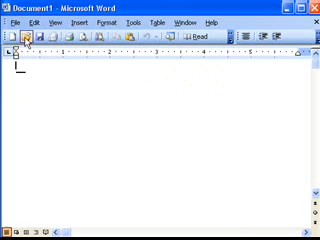 Document1 - Microsoft Word
File Edit View Insert Format Tools Table Window Help
Read
1 2 3 4 5